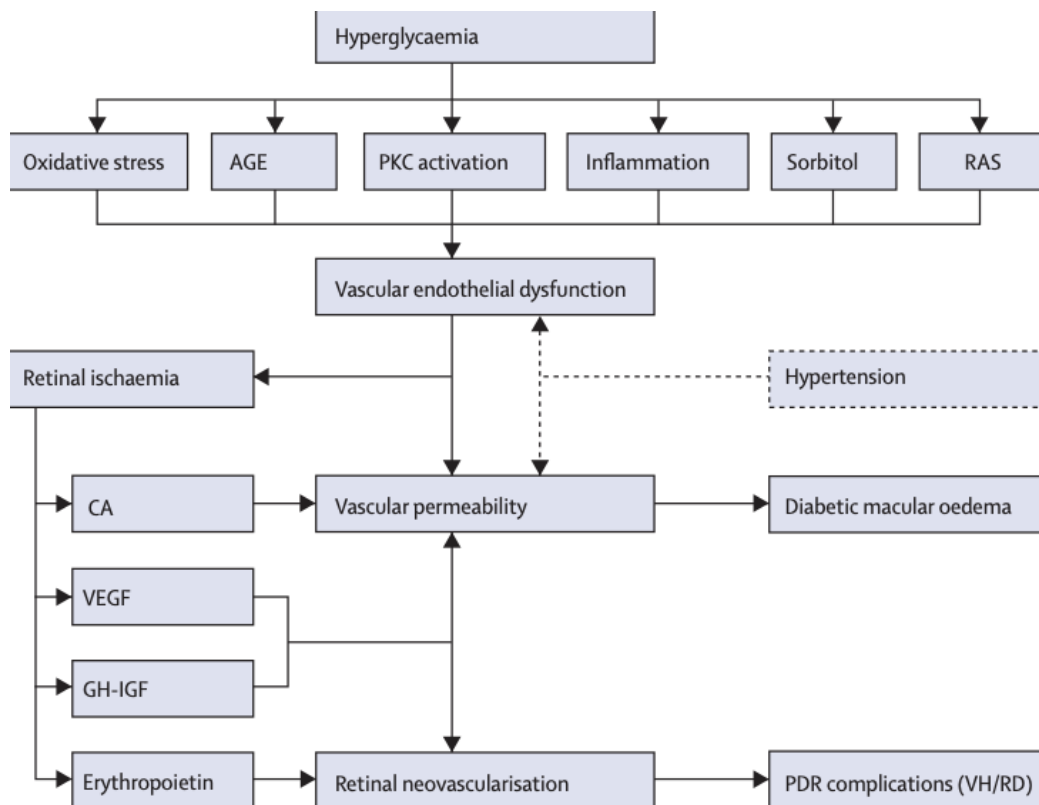 Hyperglycaemia
Oxidative stress
AGE
PKC activation
Inflammation
Sorbitol
RAS
Vascular endothelial dysfunction
Retinal ischaemia
Hypertension
CA
Vascular permeability
Diabetic macular oedema
VEGF
GH-IGF
Erythropoietin
Retinal neovascularisation
PDR complications (VH/RD)